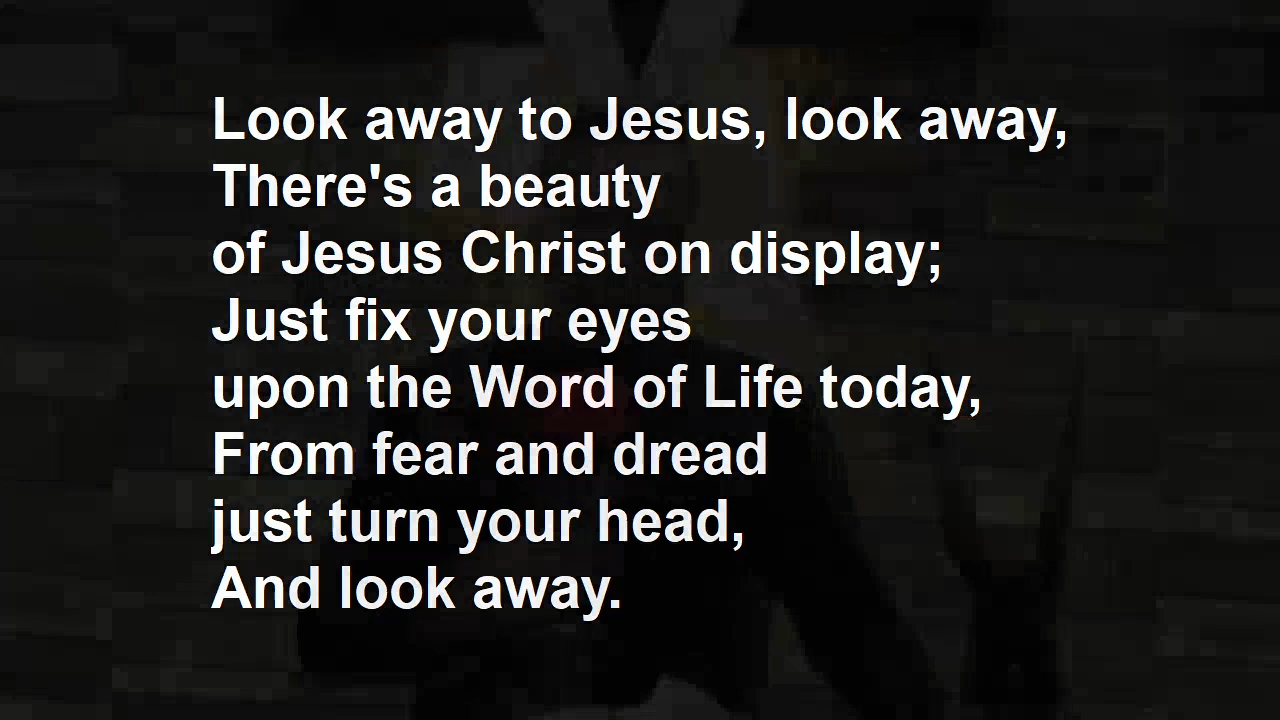 Look away to Jesus, look away,
There's a beauty
of Jesus Christ on display;
Just fix your eyes
upon the Word of Life today,
From fear and dread
just turn your head,
And look away.